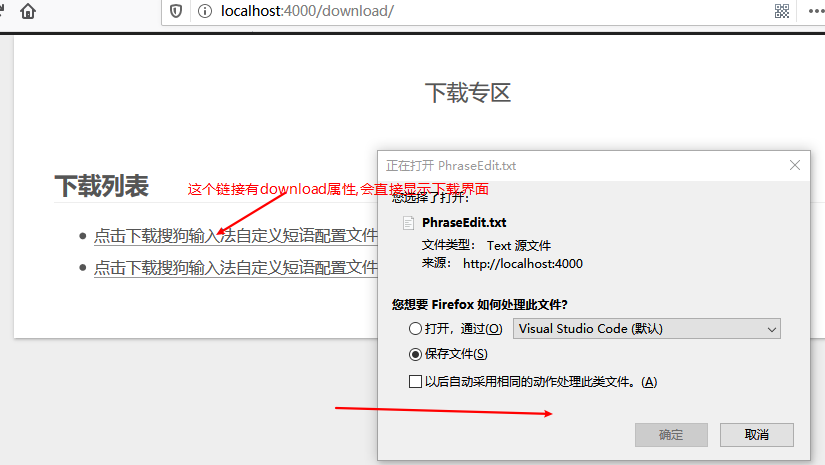 localhost:4000/download/
下载专区
下载列表
这个链接有download属性,会直接显示下载界面
点击下载搜狗输入法自定义短语配置文件
点击下载搜狗输入法自定义短语配置文件
正在打开 PhraseEdit.txt
您选择了打开:
PhraseEdit.txt
文件类型： Text 源文件
来源： http://localhost:4000
您想要 Firefox 如何处理此文件?
打开，通过(O) Visual Studio Code (默认)
保存文件(S)
以后自动采用相同的动作处理此类文件。(A)
确定 取消